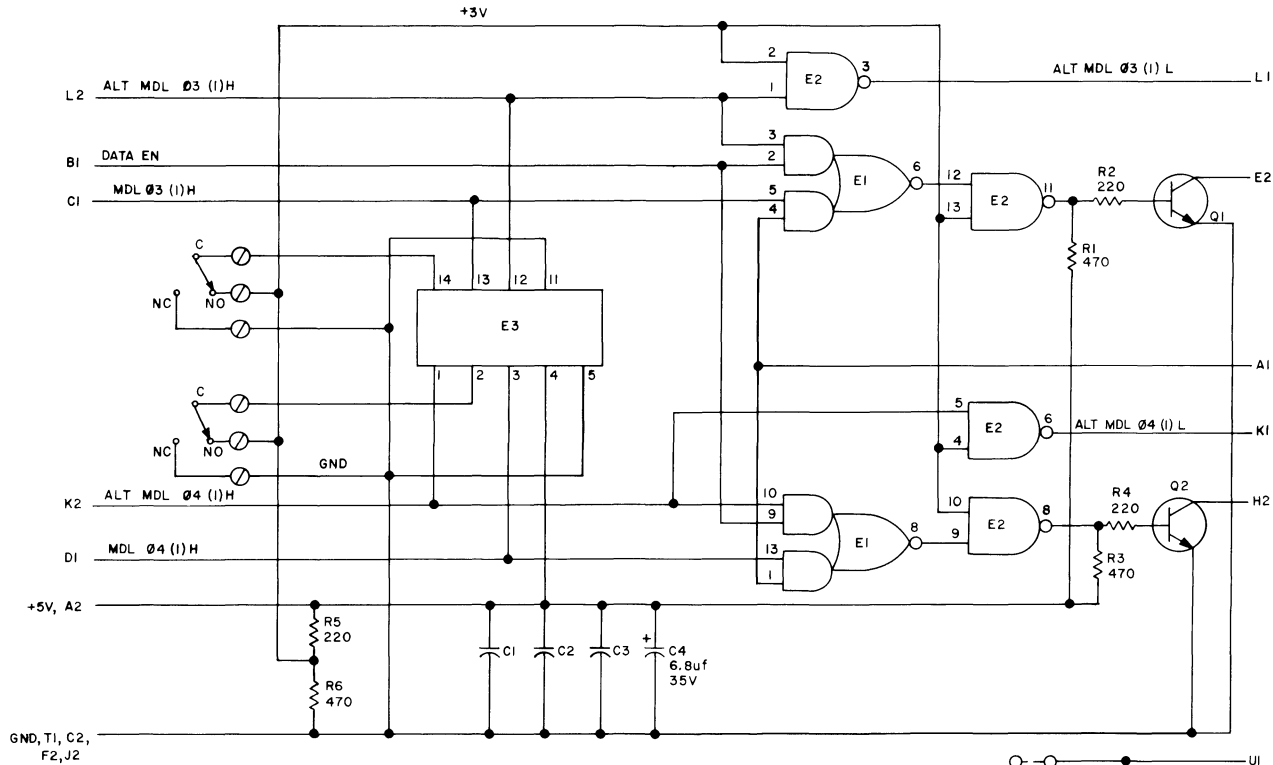 +3V
2
3
E2
1
ALT MDL Ø3 (1) L
L1
L2
ALT MDL Ø3 (1) H
3
2
6
E1
5
4
B1
DATA EN
C1
MDL Ø3 (1) H
12
13
E2
11
R2
220
E2
Q1
R1
470
C
NC
NO
14
13
12
11
E3
1
2
3
4
5
A1
C
NC
NO
GND
5
4
E2
6
ALT MDL Ø4 (1) L
K1
K2
ALT MDL Ø4 (1) H
10
9
8
E1
13
1
10
9
E2
8
R4
220
Q2
H2
R3
470
D1
MDL Ø4 (1) H
+5V, A2
R5
220
R6
470
C1
C2
C3
+
C4
6.8uf
35V
GND, T1, C2,
F2, J2
U1